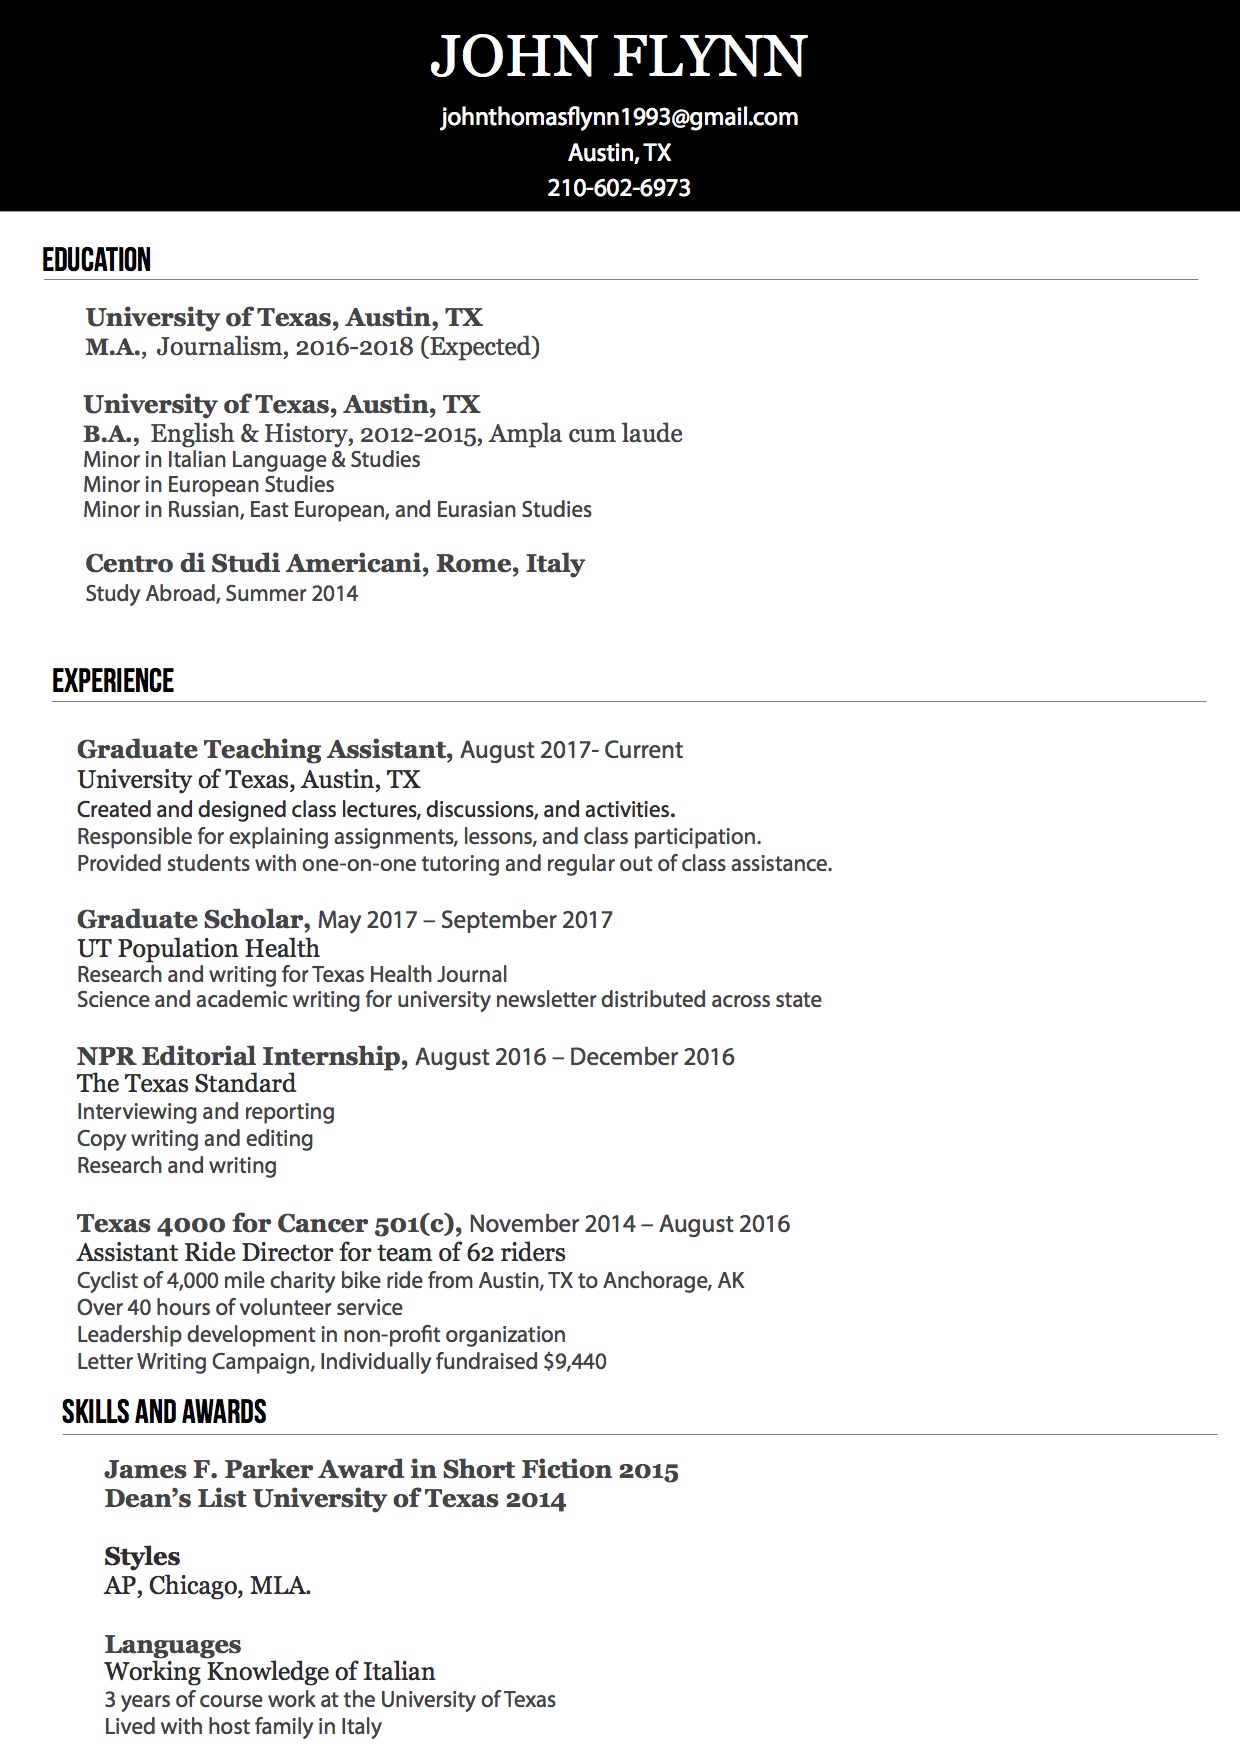 JOHN FLYNN
johnthomasflynn1993@gmail.com
Austin, TX
210-602-6973
EDUCATION
University of Texas, Austin, TX
M.A., Journalism, 2016-2018 (Expected)
University of Texas, Austin, TX
B.A., English & History, 2012-2015, Ampla cum laude
Minor in Italian Language & Studies
Minor in European Studies
Minor in Russian, East European, and Eurasian Studies
Centro di Studi Americani, Rome, Italy
Study Abroad, Summer 2014
EXPERIENCE
Graduate Teaching Assistant, August 2017- Current
University of Texas, Austin, TX
Created and designed class lectures, discussions, and activities.
Responsible for explaining assignments, lessons, and class participation.
Provided students with one-on-one tutoring and regular out of class assistance.
Graduate Scholar, May 2017 – September 2017
UT Population Health
Research and writing for Texas Health Journal
Science and academic writing for university newsletter distributed across state
NPR Editorial Internship, August 2016 – December 2016
The Texas Standard
Interviewing and reporting
Copy writing and editing
Research and writing
Texas 4000 for Cancer 501(c), November 2014 – August 2016
Assistant Ride Director for team of 62 riders
Cyclist of 4,000 mile charity bike ride from Austin, TX to Anchorage, AK
Over 40 hours of volunteer service
Leadership development in non-profit organization
Letter Writing Campaign, Individually fundraised $9,440
SKILLS AND AWARDS
James F. Parker Award in Short Fiction 2015
Dean’s List University of Texas 2014
Styles
AP, Chicago, MLA.
Languages
Working Knowledge of Italian
3 years of course work at the University of Texas
Lived with host family in Italy